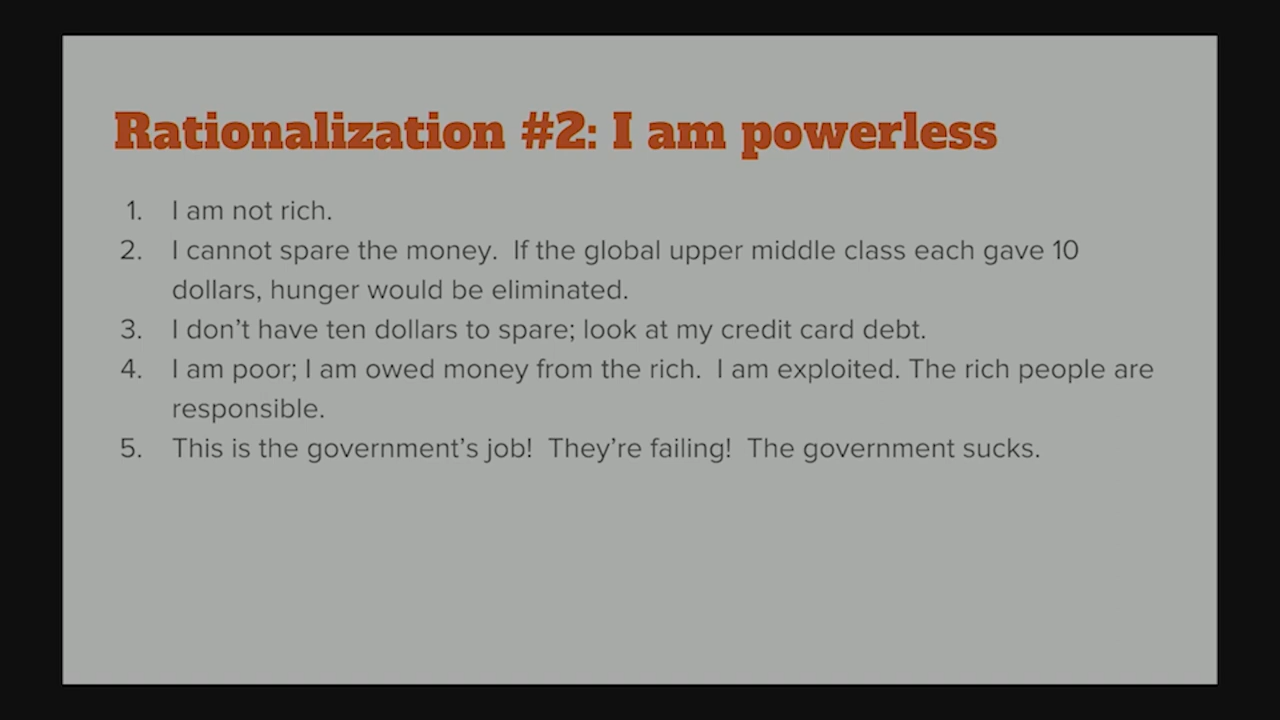 Rationalization #2: I am powerless
1. I am not rich.
2. I cannot spare the money.  If the global upper middle class each gave 10
dollars, hunger would be eliminated.
3. I don’t have ten dollars to spare; look at my credit card debt.
4. I am poor; I am owed money from the rich.  I am exploited. The rich people are
responsible.
5. This is the government’s job!  They’re failing!  The government sucks.